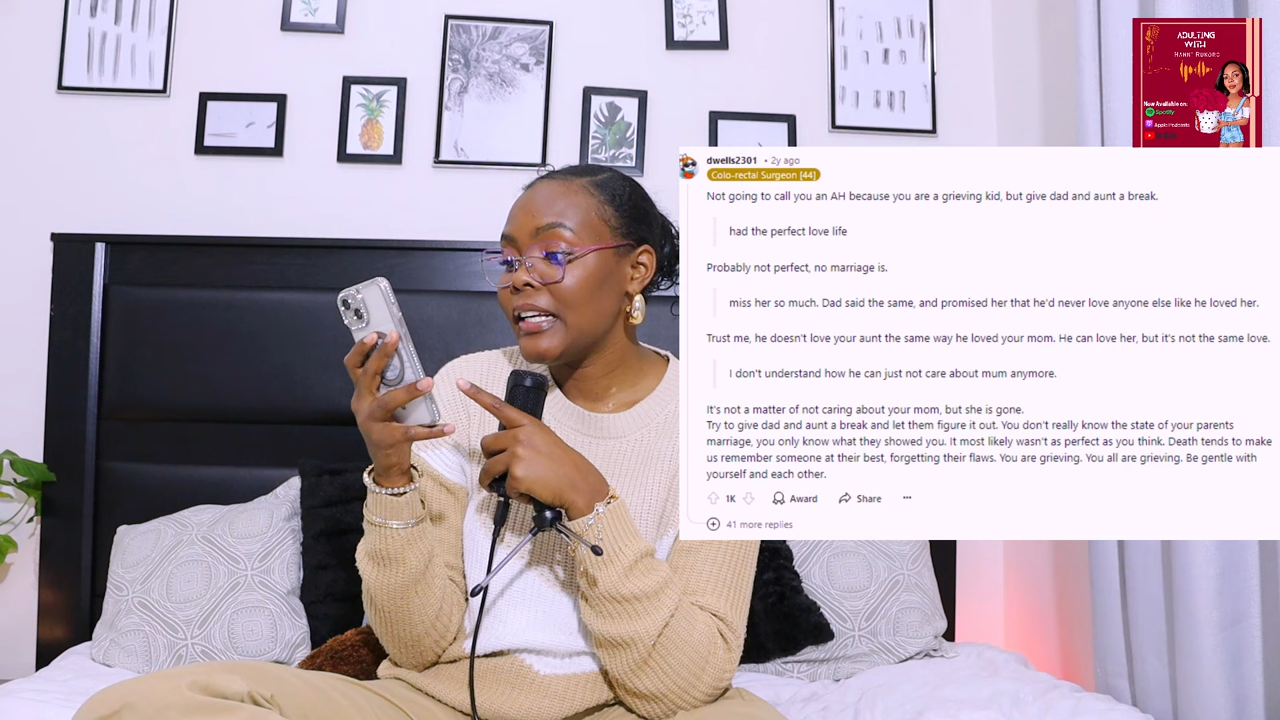 ADULTING
WITH
HANNI RUKORO
Now Available on:
Spotify
Apple Podcasts
dwells2301 • 2y ago
Colo-rectal Surgeon [44]
Not going to call you an AH because you are a grieving kid, but give dad and aunt a break.
had the perfect love life
Probably not perfect, no marriage is.
miss her so much. Dad said the same, and promised her that he'd never love anyone else like he loved her.
Trust me, he doesn't love your aunt the same way he loved your mom. He can love her, but it's not the same love.
I don't understand how he can just not care about mum anymore.
It's not a matter of not caring about your mom, but she is gone.
Try to give dad and aunt a break and let them figure it out. You don't really know the state of your parents
marriage, you only know what they showed you. It most likely wasn't as perfect as you think. Death tends to make
us remember someone at their best, forgetting their flaws. You are grieving. You all are grieving. Be gentle with
yourself and each other.
1K Award Share ···
41 more replies